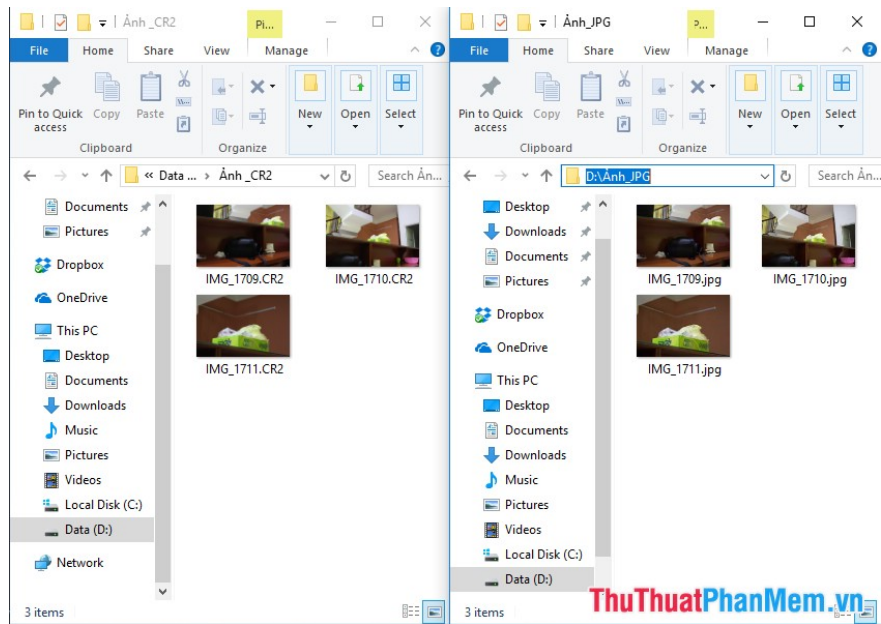 Ảnh _CR2
Pi...
File
Home
Share
View
Manage
Pin to Quick access
Copy
Paste
New
Open
Select
Clipboard
Organize
« Data ... › Ảnh _CR2
Search Ản...
Documents
Pictures
Dropbox
OneDrive
This PC
Desktop
Documents
Downloads
Music
Pictures
Videos
Local Disk (C:)
Data (D:)
Network
IMG_1709.CR2
IMG_1710.CR2
IMG_1711.CR2
3 items
Ảnh_JPG
P...
File
Home
Share
View
Manage
Pin to Quick access
Copy
Paste
New
Open
Select
Clipboard
Organize
D:\Ảnh_JPG
Search Ản...
Desktop
Downloads
Documents
Pictures
Dropbox
OneDrive
This PC
Desktop
Documents
Downloads
Music
Pictures
Videos
Local Disk (C:)
Data (D:)
IMG_1709.jpg
IMG_1710.jpg
IMG_1711.jpg
3 items
ThuThuatPhanMem.vn